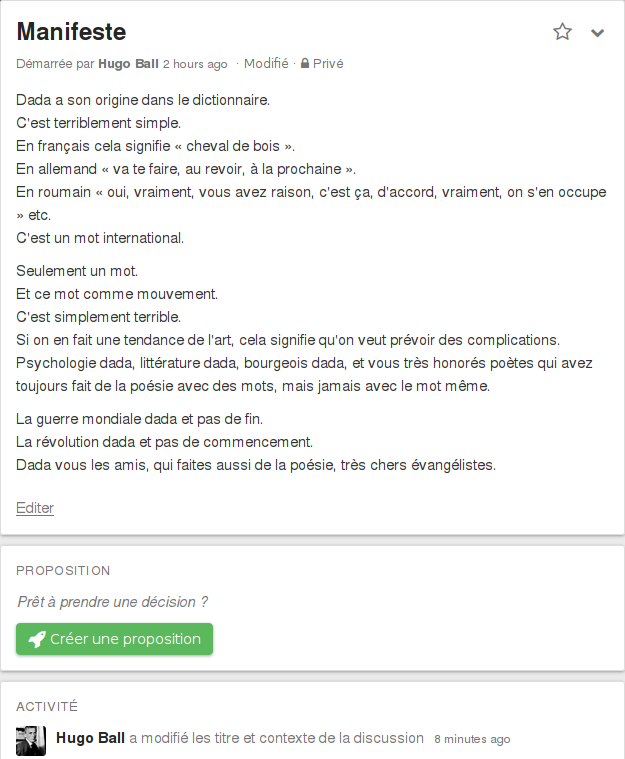 Manifeste
Démarrée par Hugo Ball 2 hours ago · Modifié · Privé
Dada a son origine dans le dictionnaire.
C'est terriblement simple.
En français cela signifie « cheval de bois ».
En allemand « va te faire, au revoir, à la prochaine ».
En roumain « oui, vraiment, vous avez raison, c'est ça, d'accord, vraiment, on s'en occupe
» etc.
C'est un mot international.
Seulement un mot.
Et ce mot comme mouvement.
C'est simplement terrible.
Si on en fait une tendance de l'art, cela signifie qu'on veut prévoir des complications.
Psychologie dada, littérature dada, bourgeois dada, et vous très honorés poètes qui avez
toujours fait de la poésie avec des mots, mais jamais avec le mot même.
La guerre mondiale dada et pas de fin.
La révolution dada et pas de commencement.
Dada vous les amis, qui faites aussi de la poésie, très chers évangélistes.
Editer
PROPOSITION
Prêt à prendre une décision ?
Créer une proposition
ACTIVITÉ
Hugo Ball a modifié les titre et contexte de la discussion 8 minutes ago